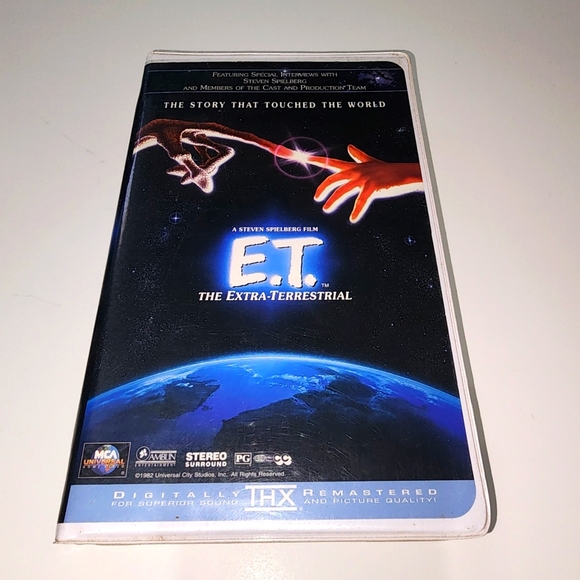 FEATURING SPECIAL INTERVIEWS WITH
STEVEN SPIELBERG
AND MEMBERS OF THE CAST AND PRODUCTION TEAM
THE STORY THAT TOUCHED THE WORLD
A STEVEN SPIELBERG FILM
E.T.
TM
THE EXTRA-TERRESTRIAL
MCA
UNIVERSAL
AMBLIN
ENTERTAINMENT
STEREO
SURROUND
PG
©1982 Universal City Studios, Inc. All Rights Reserved.
DIGITALLY THX REMASTERED
FOR SUPERIOR SOUND AND PICTURE QUALITY!